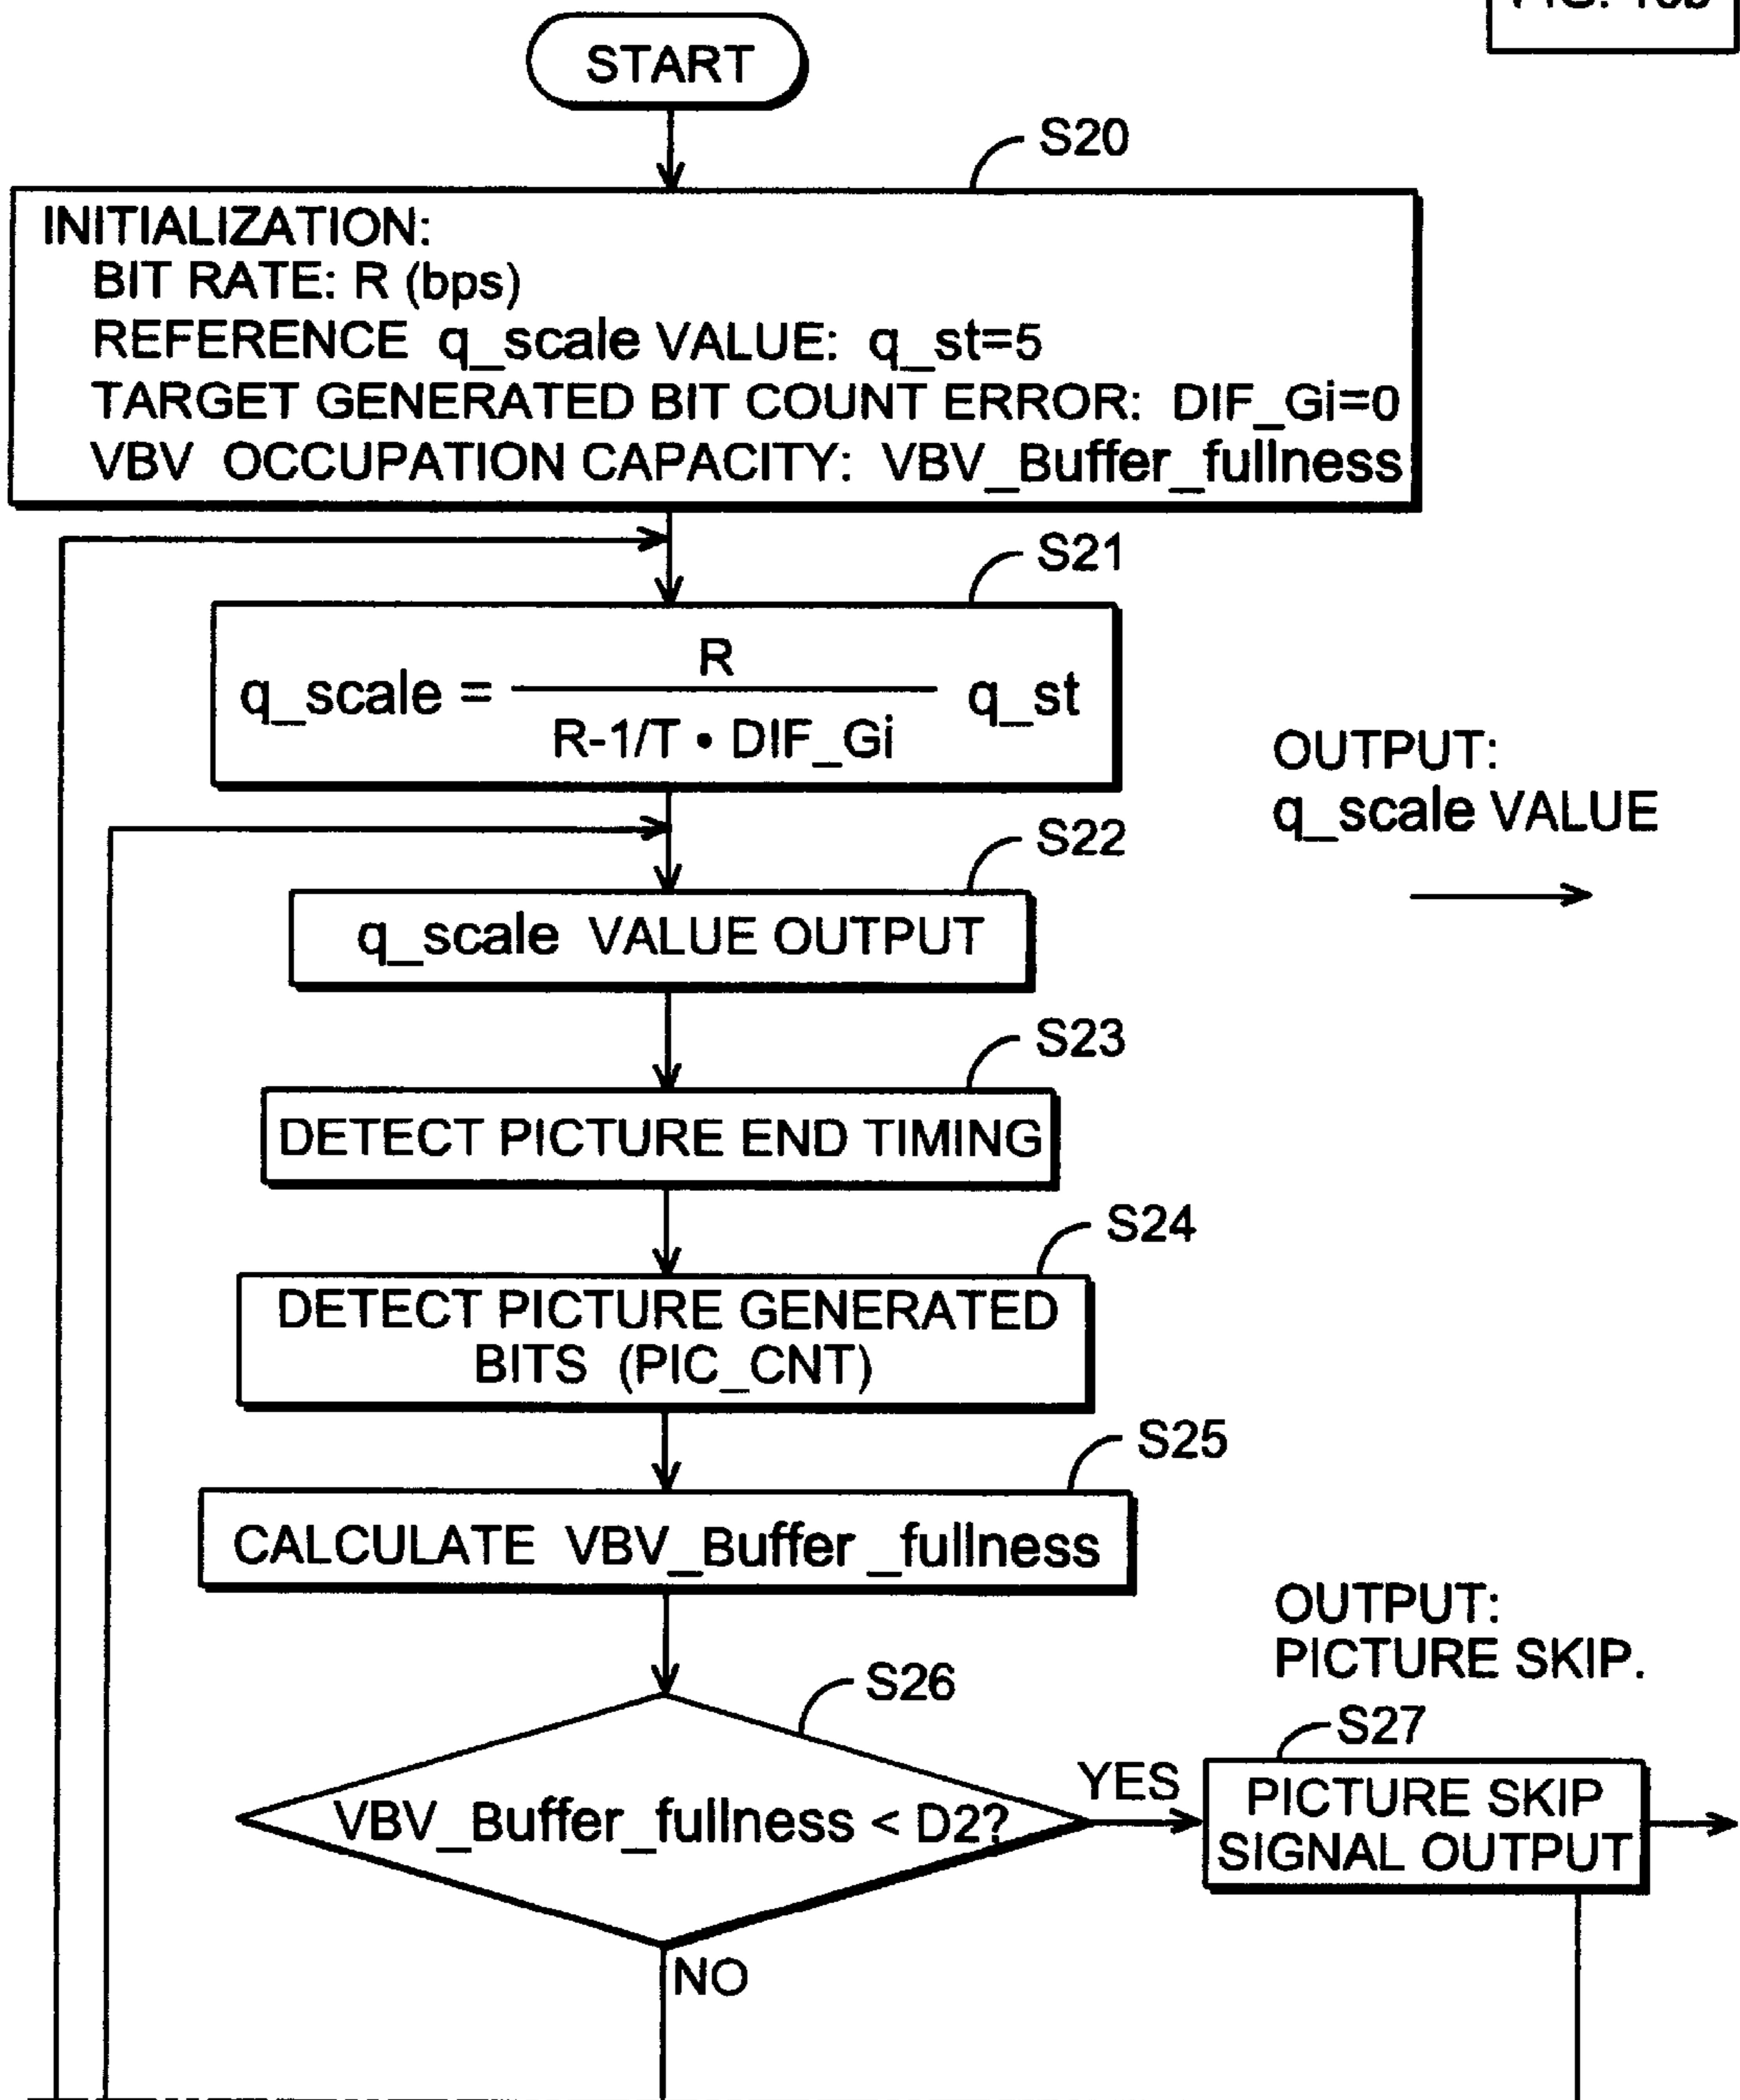 START
S20
INITIALIZATION:
BIT RATE: R (bps)
REFERENCE q_scale VALUE: q_st=5
TARGET GENERATED BIT COUNT ERROR: DIF_Gi=0
VBV OCCUPATION CAPACITY: VBV_Buffer_fullness
S21
q_scale = R / R-1/T • DIF_Gi q_st
OUTPUT:
q_scale VALUE
S22
q_scale VALUE OUTPUT
S23
DETECT PICTURE END TIMING
S24
DETECT PICTURE GENERATED
BITS (PIC_CNT)
S25
CALCULATE VBV_Buffer_fullness
OUTPUT:
PICTURE SKIP.
S26
S27
VBV_Buffer_fullness < D2?
YES
PICTURE SKIP
SIGNAL OUTPUT
NO